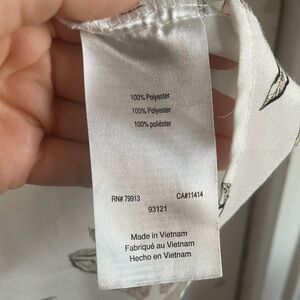 100% Polyester
100% Polyester
100% poliéster
RN# 79913 CA#11414
93121
Made in Vietnam
Fabriqué au Vietnam
Hecho en Vietnam